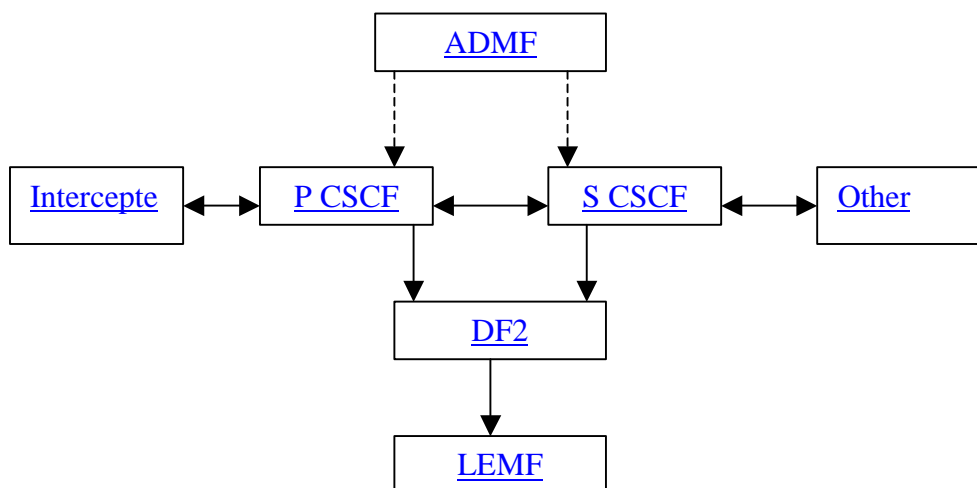 ADMF
Intercepte
P CSCF
S CSCF
Other
DF2
LEMF